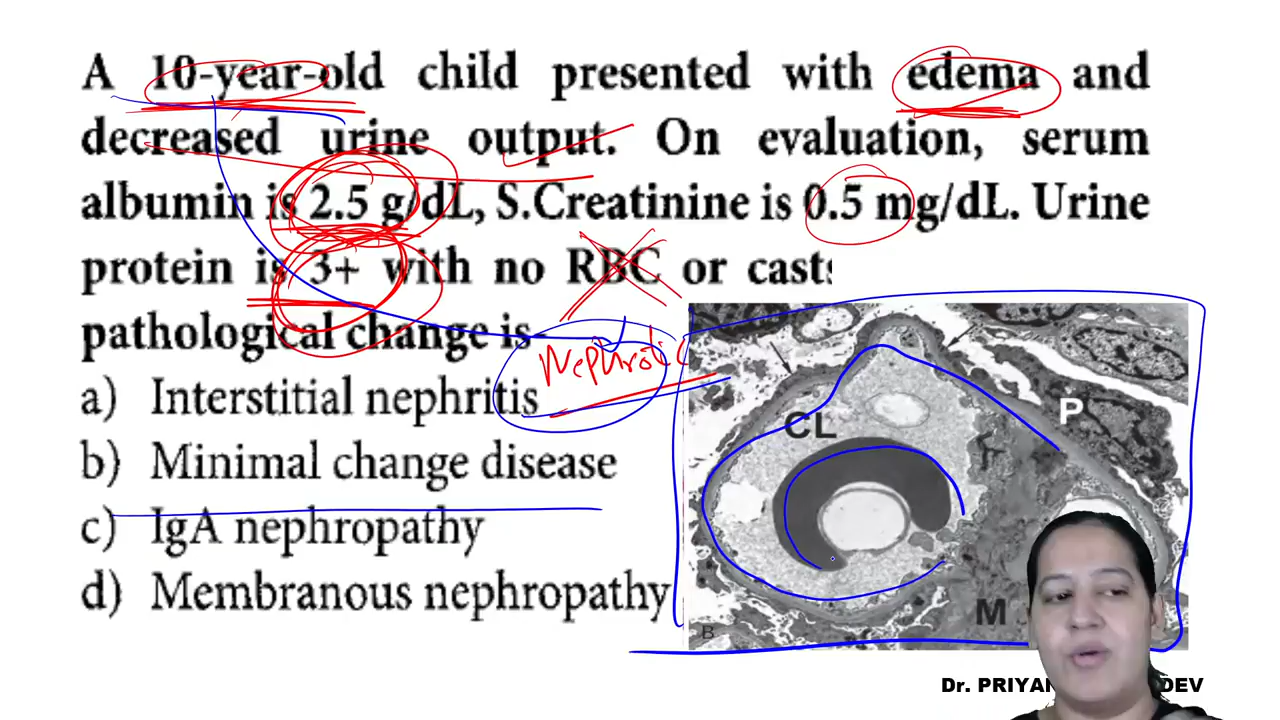 A 10-year-old child presented with edema and
decreased urine output. On evaluation, serum
albumin is 2.5 g/dL, S.Creatinine is 0.5 mg/dL. Urine
protein is 3+ with no RBC or casts
pathological change is-
Nephrotic
a) Interstitial nephritis
b) Minimal change disease
c) IgA nephropathy
d) Membranous nephropathy
CL
P
M
B
Dr. PRIYAN DEV